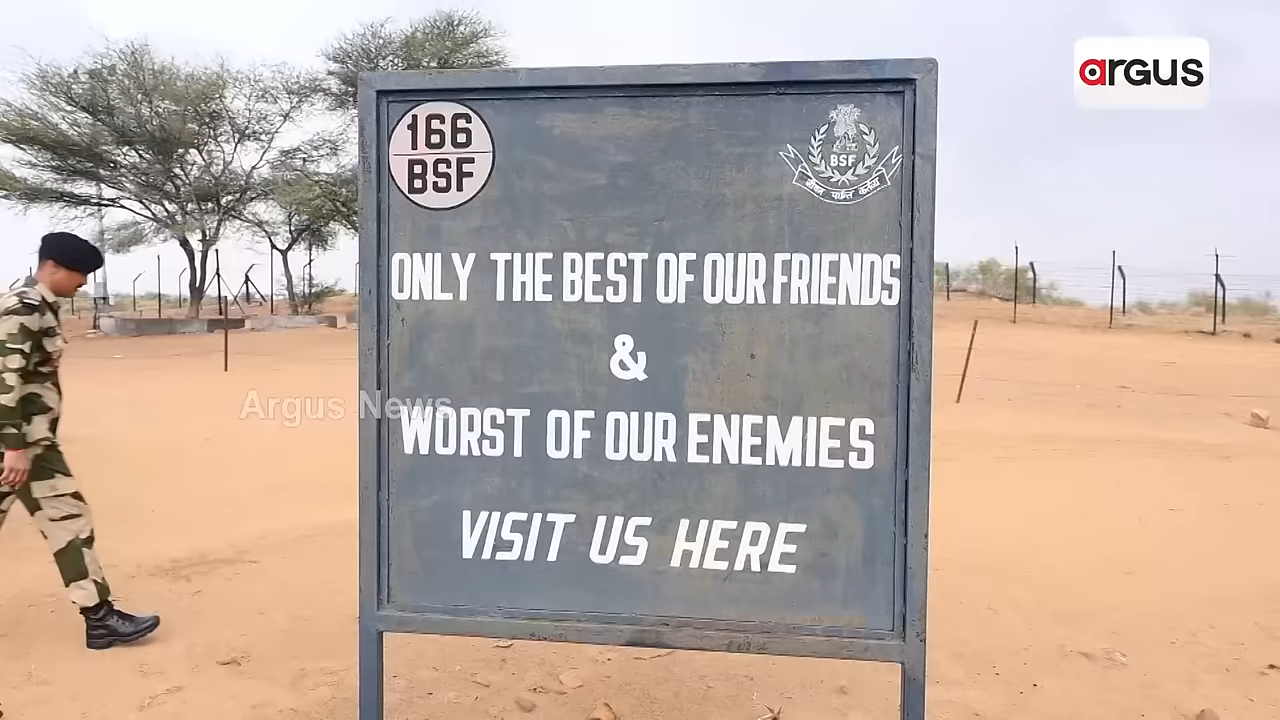 argus
166
BSF
BSF
ONLY THE BEST OF OUR FRIENDS
&
WORST OF OUR ENEMIES
VISIT US HERE
Argus News